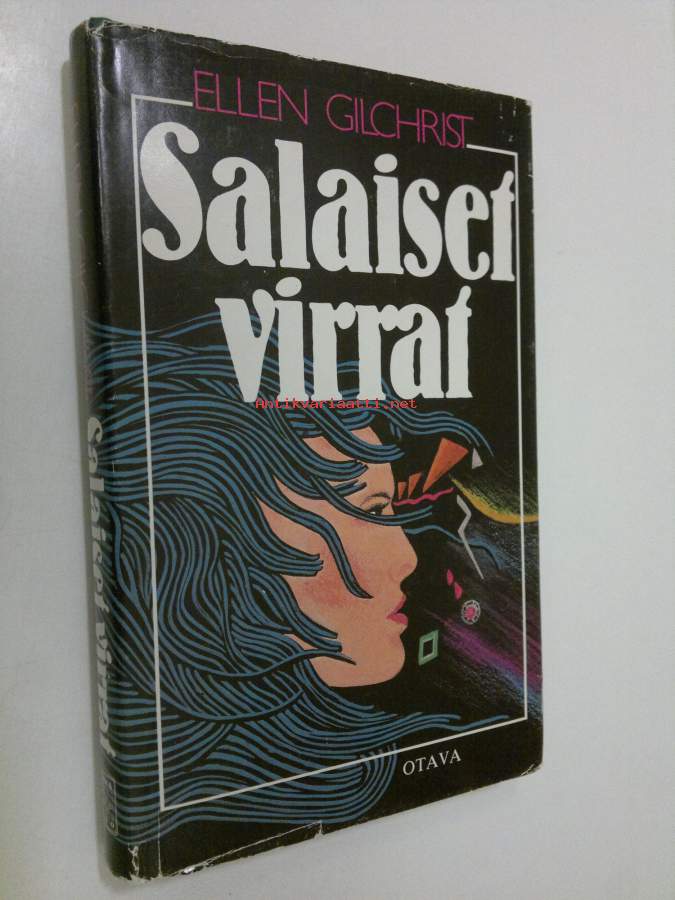 ELLEN GILCHRIST
Salaiset
virrat
Antikvariaatti.net
OTAVA
Salaiset virrat